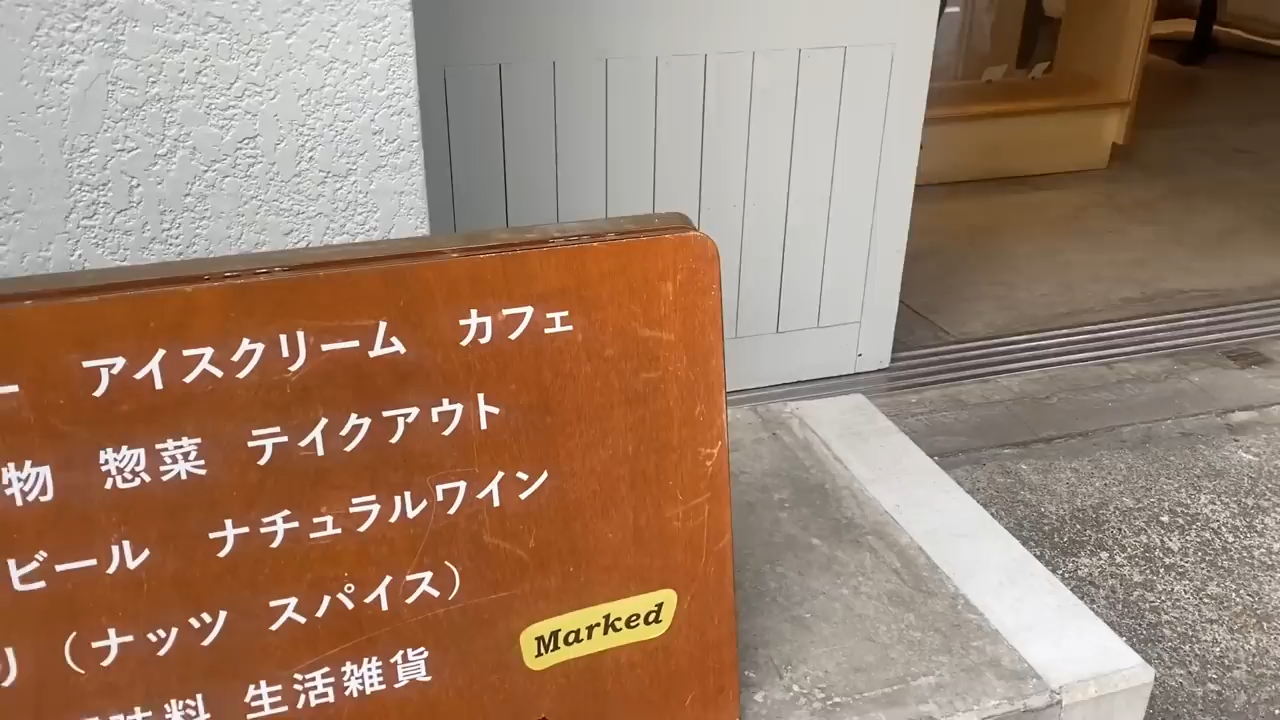 ー アイスクリーム カフェ
物 惣菜 テイクアウト
ビール ナチュラルワイン
り（ナッツ スパイス）
Marked
味料 生活雑貨